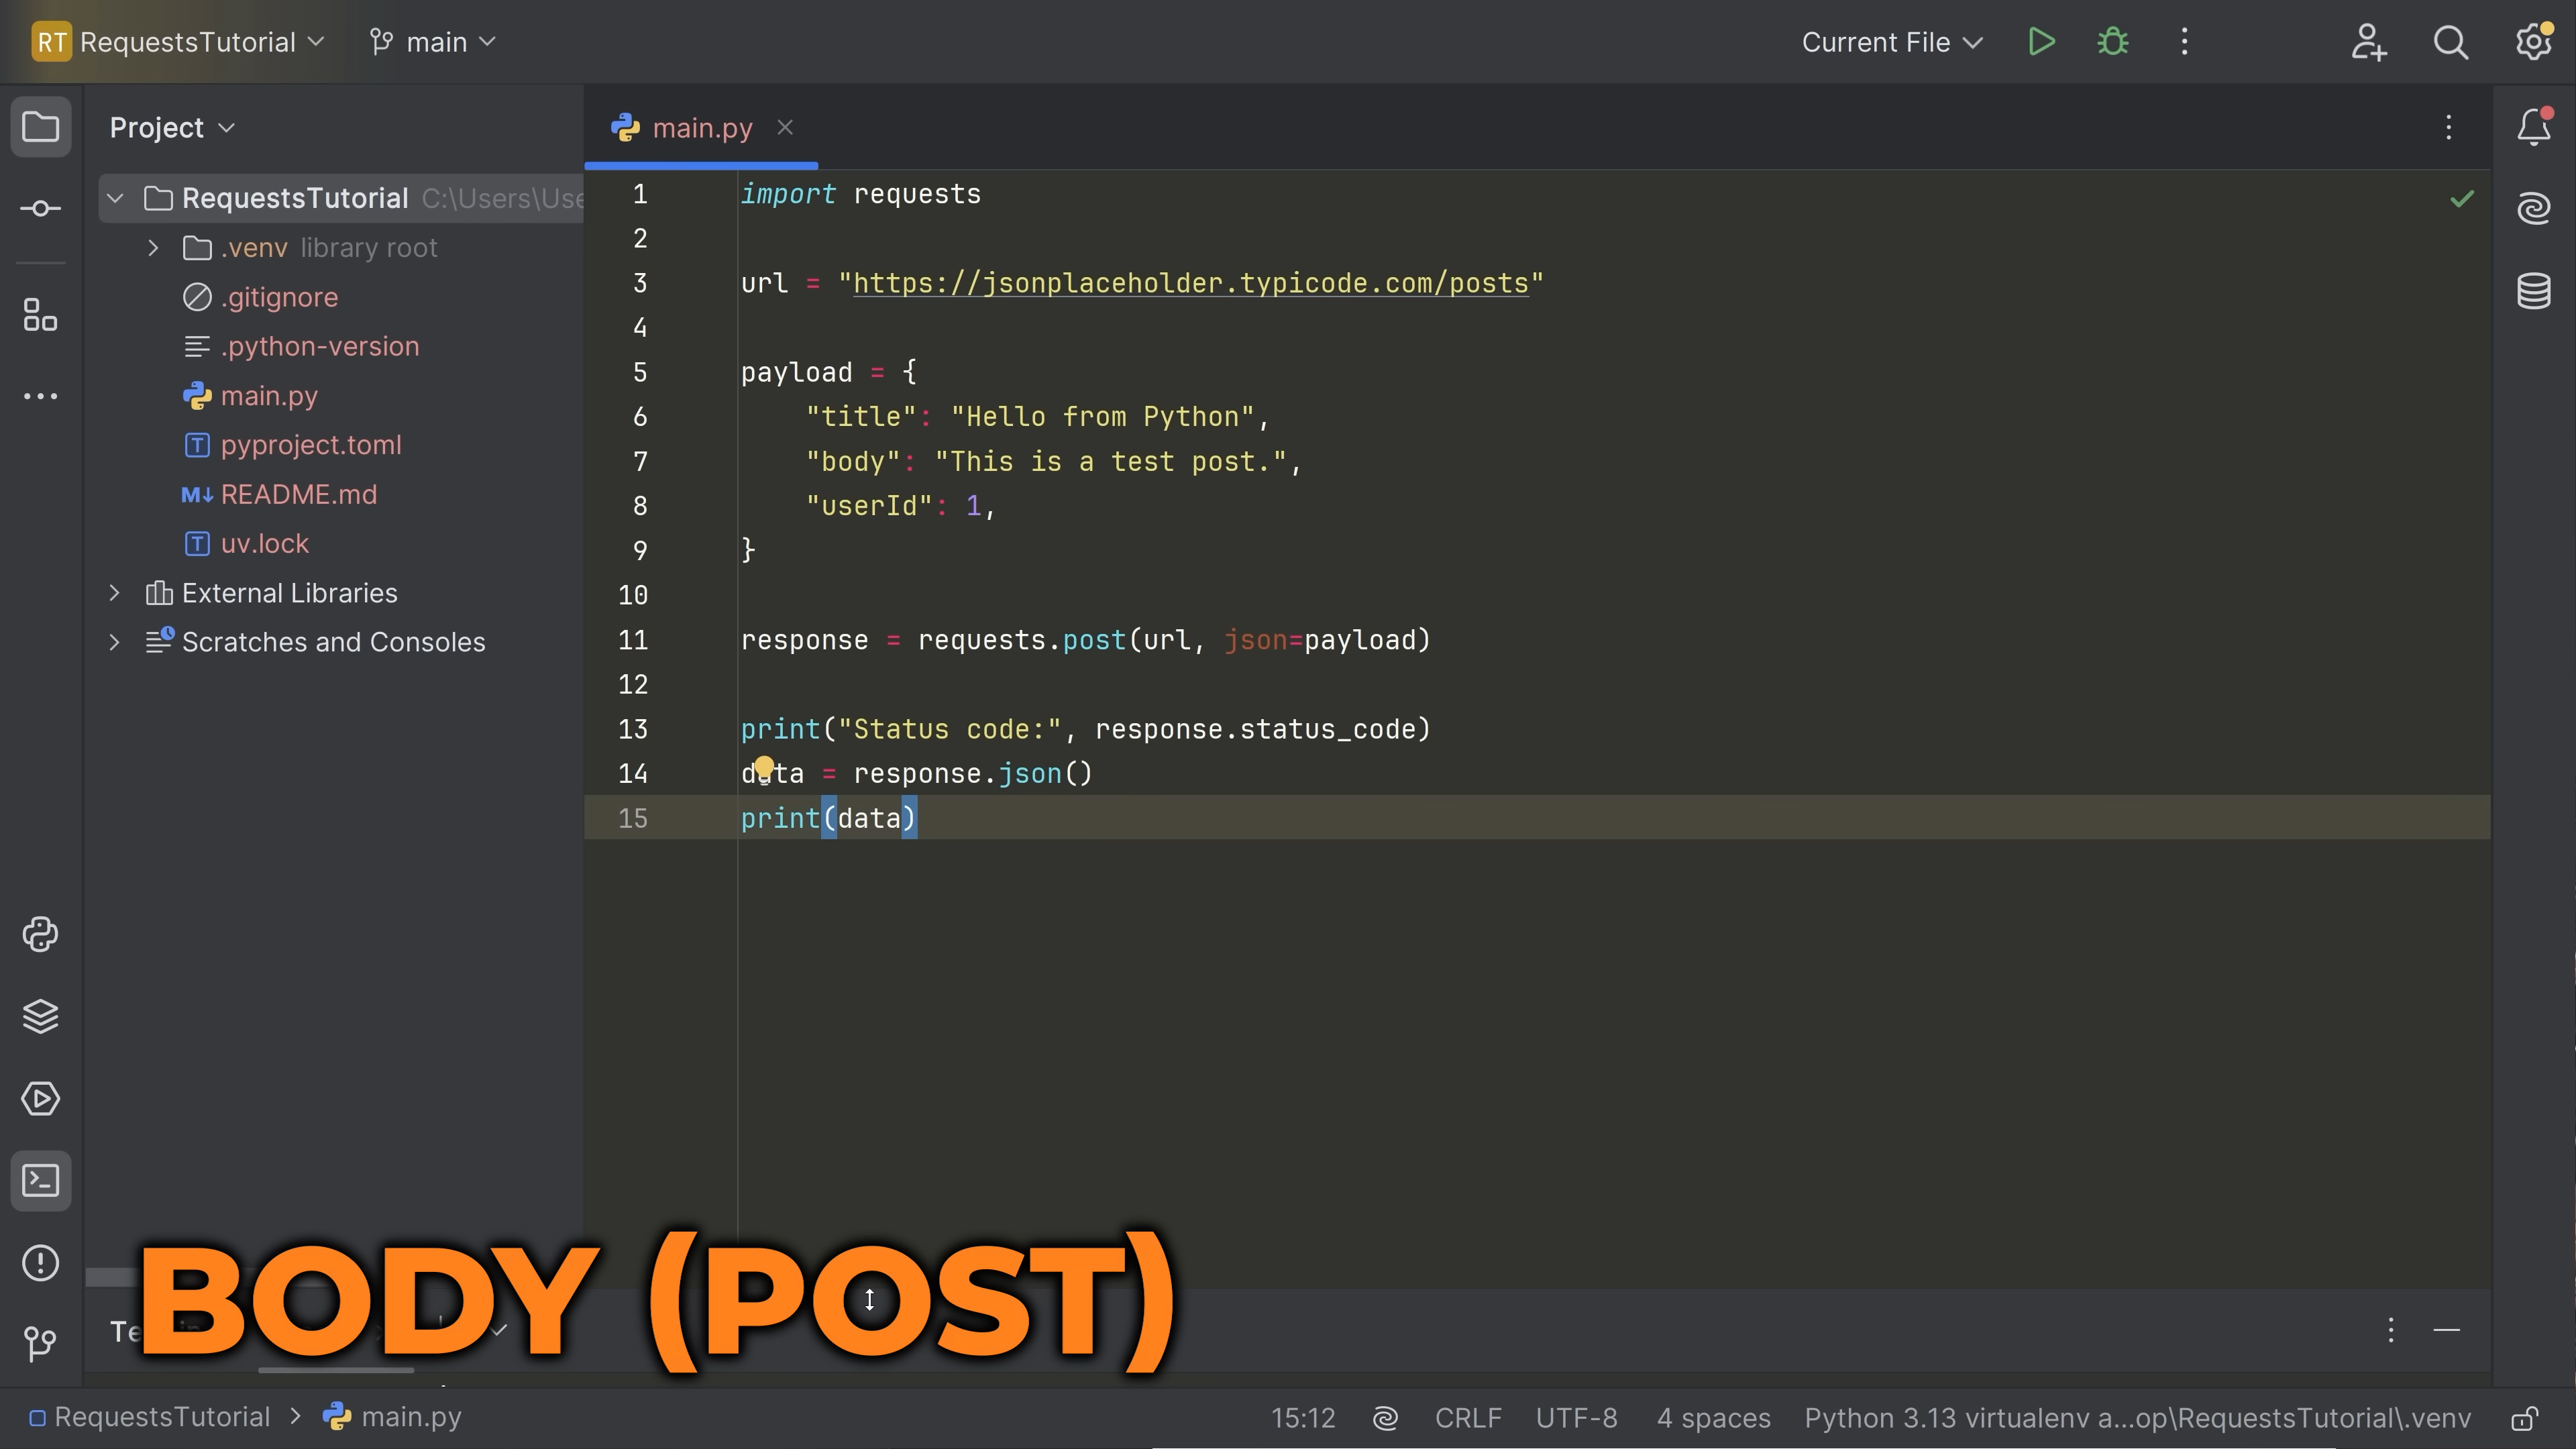 RT RequestsTutorial main Current File
Project
main.py
RequestsTutorial C:\Users\Use
.venv library root
.gitignore
.python-version
main.py
pyproject.toml
M↓ README.md
uv.lock
External Libraries
Scratches and Consoles
1 import requests
2
3 url = "https://jsonplaceholder.typicode.com/posts"
4
5 payload = {
6 "title": "Hello from Python",
7 "body": "This is a test post.",
8 "userId": 1,
9 }
10
11 response = requests.post(url, json=payload)
12
13 print("Status code:", response.status_code)
14 data = response.json()
15 print(data)
BODY (POST)
RequestsTutorial > main.py 15:12 CRLF UTF-8 4 spaces Python 3.13 virtualenv a...op\RequestsTutorial\.venv